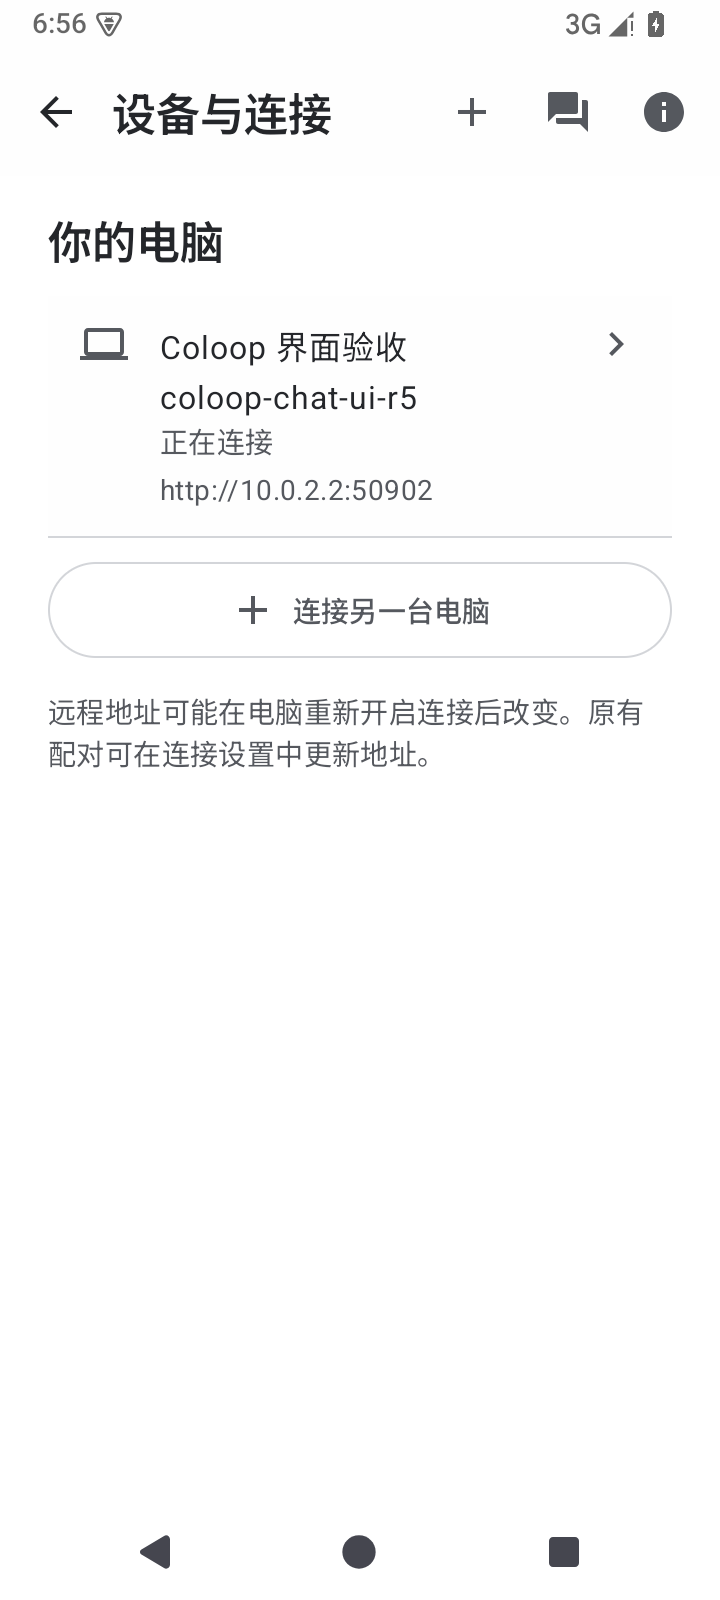 6:56
3G
设备与连接
你的电脑
Coloop 界面验收
coloop-chat-ui-r5
正在连接
http://10.0.2.2:50902
连接另一台电脑
远程地址可能在电脑重新开启连接后改变。原有
配对可在连接设置中更新地址。